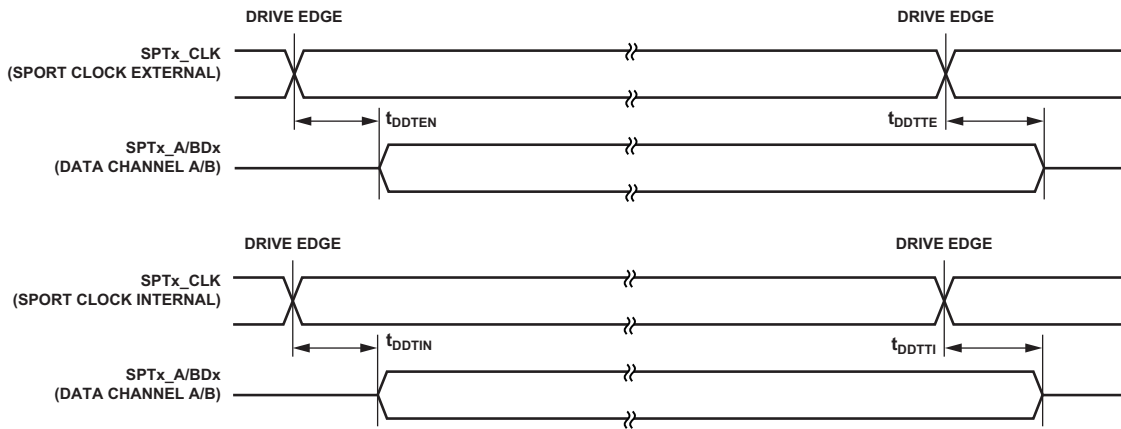 DRIVE EDGE
DRIVE EDGE
SPTx_CLK
(SPORT CLOCK EXTERNAL)
tDDTEN
tDDTTE
SPTx_A/BDx
(DATA CHANNEL A/B)
DRIVE EDGE
DRIVE EDGE
SPTx_CLK
(SPORT CLOCK INTERNAL)
tDDTIN
tDDTTI
SPTx_A/BDx
(DATA CHANNEL A/B)